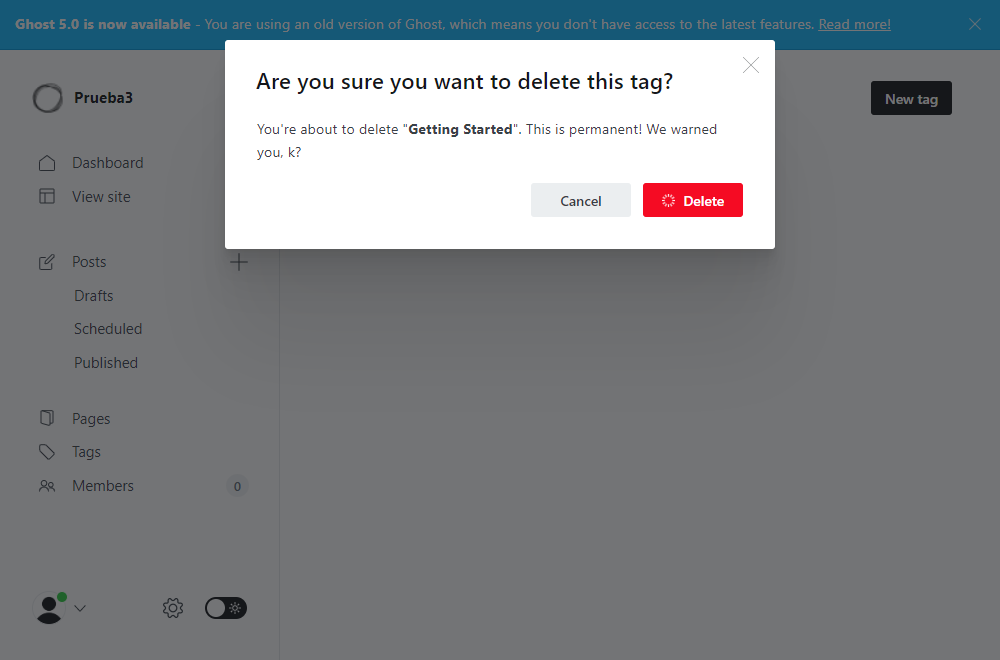 Ghost 5.0 is now available - You are using an old version of Ghost, which means you don't have access to the latest features. Read more!
Prueba3
New tag
Are you sure you want to delete this tag?
You're about to delete "Getting Started". This is permanent! We warned
you, k?
Cancel
Delete
Dashboard
View site
Posts
Drafts
Scheduled
Published
Pages
Tags
Members
0